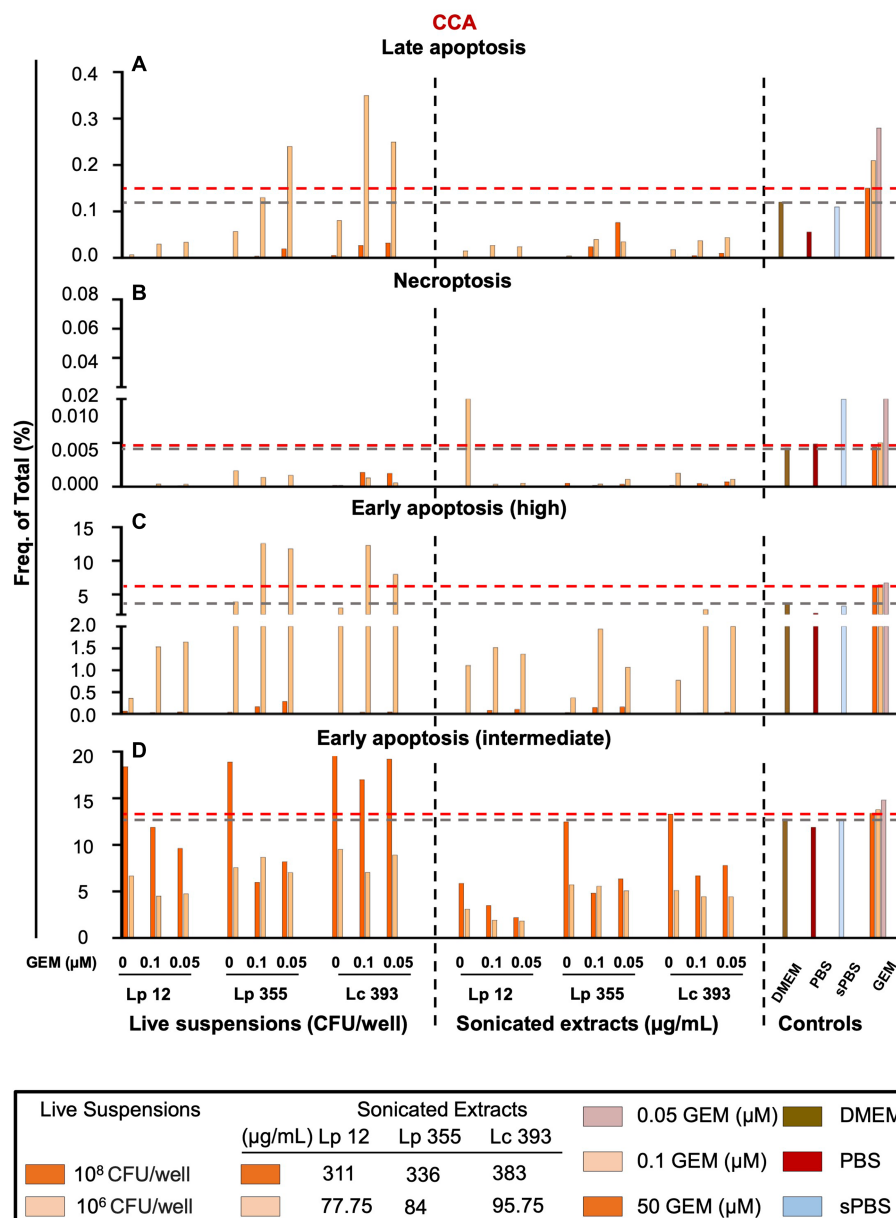 CCA
Late apoptosis
A
0.4
0.3
0.2
0.1
0.0
Necroptosis
B
0.08
0.06
0.04
0.02
0.010
0.005
0.000
Early apoptosis (high)
C
15
10
5
2.0
1.5
1.0
0.5
0.0
Early apoptosis (intermediate)
D
20
15
10
5
0
Freq. of Total (%)
GEM (µM) 0 0.1 0.05 0 0.1 0.05 0 0.1 0.05 0 0.1 0.05 0 0.1 0.05 0 0.1 0.05
DMEM PBS sPBS GEM
Lp 12 Lp 355 Lc 393 Lp 12 Lp 355 Lc 393
Live suspensions (CFU/well) Sonicated extracts (µg/mL) Controls
Live Suspensions Sonicated Extracts
(µg/mL) Lp 12 Lp 355 Lc 393
10⁸ CFU/well 311 336 383
10⁶ CFU/well 77.75 84 95.75
0.05 GEM (µM) DMEM
0.1 GEM (µM) PBS
50 GEM (µM) sPBS